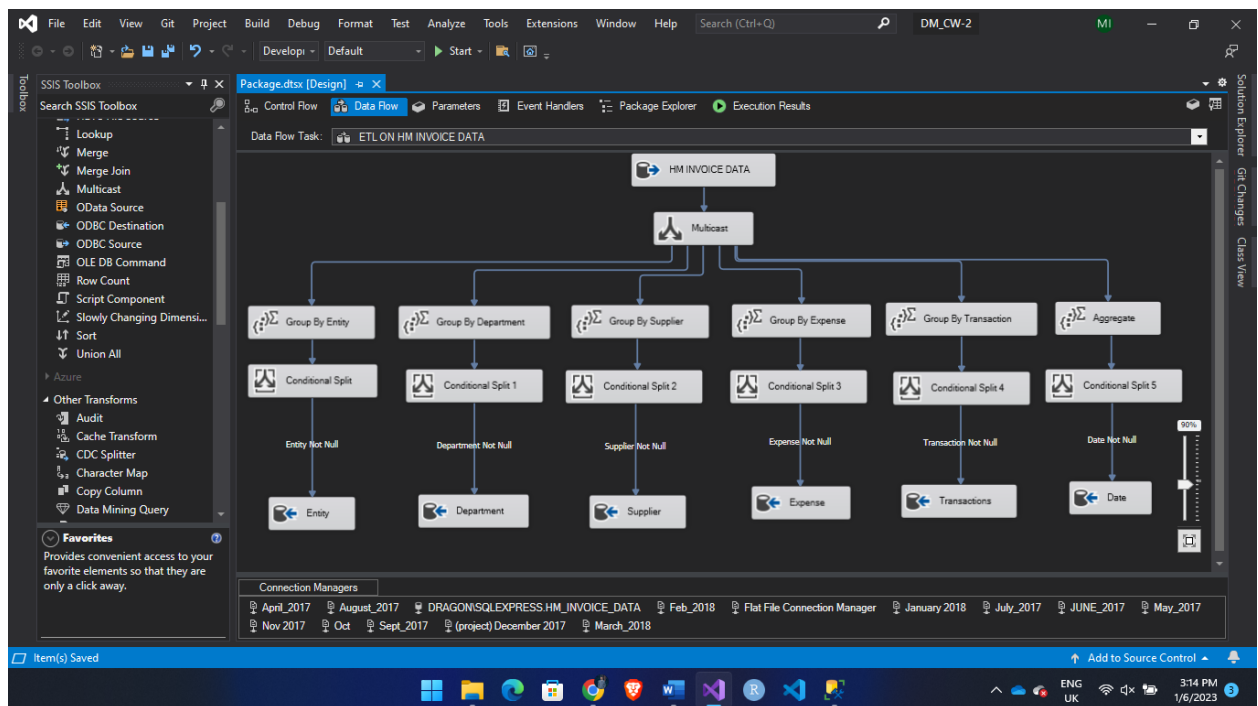 File Edit View Git Project Build Debug Format Test Analyze Tools Extensions Window Help Search (Ctrl+Q) DM_CW-2 MI
Developi Default Start
Toolbox
SSIS Toolbox
Search SSIS Toolbox
Lookup
Merge
Merge Join
Multicast
OData Source
ODBC Destination
ODBC Source
OLE DB Command
Row Count
Script Component
Slowly Changing Dimensi...
Sort
Union All
Azure
Other Transforms
Audit
Cache Transform
CDC Splitter
Character Map
Copy Column
Data Mining Query
Favorites
Provides convenient access to your
favorite elements so that they are
only a click away.
Package.dtsx [Design]
Control Flow Data Flow Parameters Event Handlers Package Explorer Execution Results
Data Flow Task: ETL ON HM INVOICE DATA
HM INVOICE DATA
Multicast
Group By Entity Group By Department Group By Supplier Group By Expense Group By Transaction Aggregate
Conditional Split Conditional Split 1 Conditional Split 2 Conditional Split 3 Conditional Split 4 Conditional Split 5
Entity Not Null Department Not Null Supplier Not Null Expense Not Null Transaction Not Null Date Not Null
Entity Department Supplier Expense Transactions Date
90%
Connection Managers
April_2017 August_2017 DRAGON\SQLEXPRESS.HM_INVOICE_DATA Feb_2018 Flat File Connection Manager January 2018 July_2017 JUNE_2017 May_2017
Nov 2017 Oct Sept_2017 (project) December 2017 March_2018
Solution Explorer
Git Changes
Class View
Item(s) Saved Add to Source Control
ENG
UK
3:14 PM
1/6/2023
3